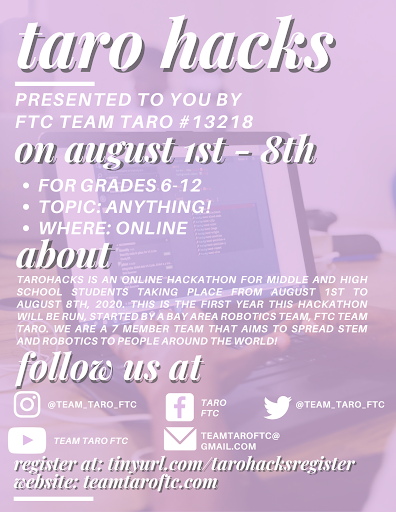 taro hacks
PRESENTED TO YOU BY
FTC TEAM TARO #13218
on august 1st - 8th
• FOR GRADES 6-12
• TOPIC: ANYTHING!
• WHERE: ONLINE
about
TAROHACKS IS AN ONLINE HACKATHON FOR MIDDLE AND HIGH
SCHOOL STUDENTS TAKING PLACE FROM AUGUST 1ST TO
AUGUST 8TH, 2020. THIS IS THE FIRST YEAR THIS HACKATHON
WILL BE RUN, STARTED BY A BAY AREA ROBOTICS TEAM, FTC TEAM
TARO. WE ARE A 7 MEMBER TEAM THAT AIMS TO SPREAD STEM
AND ROBOTICS TO PEOPLE AROUND THE WORLD!
follow us at
@TEAM_TARO_FTC
TARO
FTC
@TEAM_TARO_FTC
TEAM TARO FTC
TEAMTAROFTC@
GMAIL.COM
register at: tinyurl.com/tarohacksregister
website: teamtaroftc.com